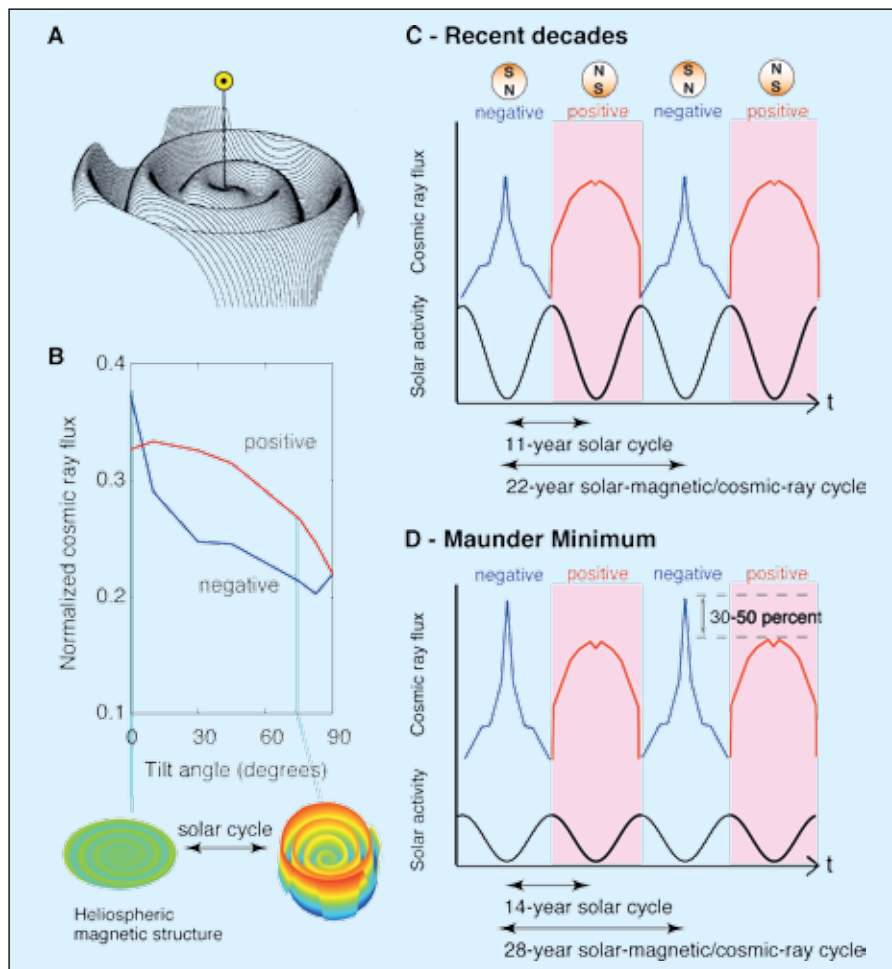 A
B
0.4
0.3
0.2
0.1
Normalized cosmic ray flux
positive
negative
0 30 60 90
Tilt angle (degrees)
solar cycle
Heliospheric
magnetic structure
C - Recent decades
S N S N
N S N S
negative positive negative positive
Cosmic ray flux
Solar activity
t
11-year solar cycle
22-year solar-magnetic/cosmic-ray cycle
D - Maunder Minimum
negative positive negative positive
30-50 percent
Cosmic ray flux
Solar activity
t
14-year solar cycle
28-year solar-magnetic/cosmic-ray cycle